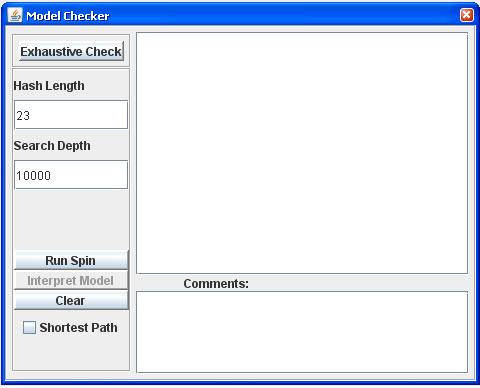 Model Checker
Exhaustive Check
Hash Length
23
Search Depth
10000
Run Spin
Interpret Model
Clear
Shortest Path
Comments: